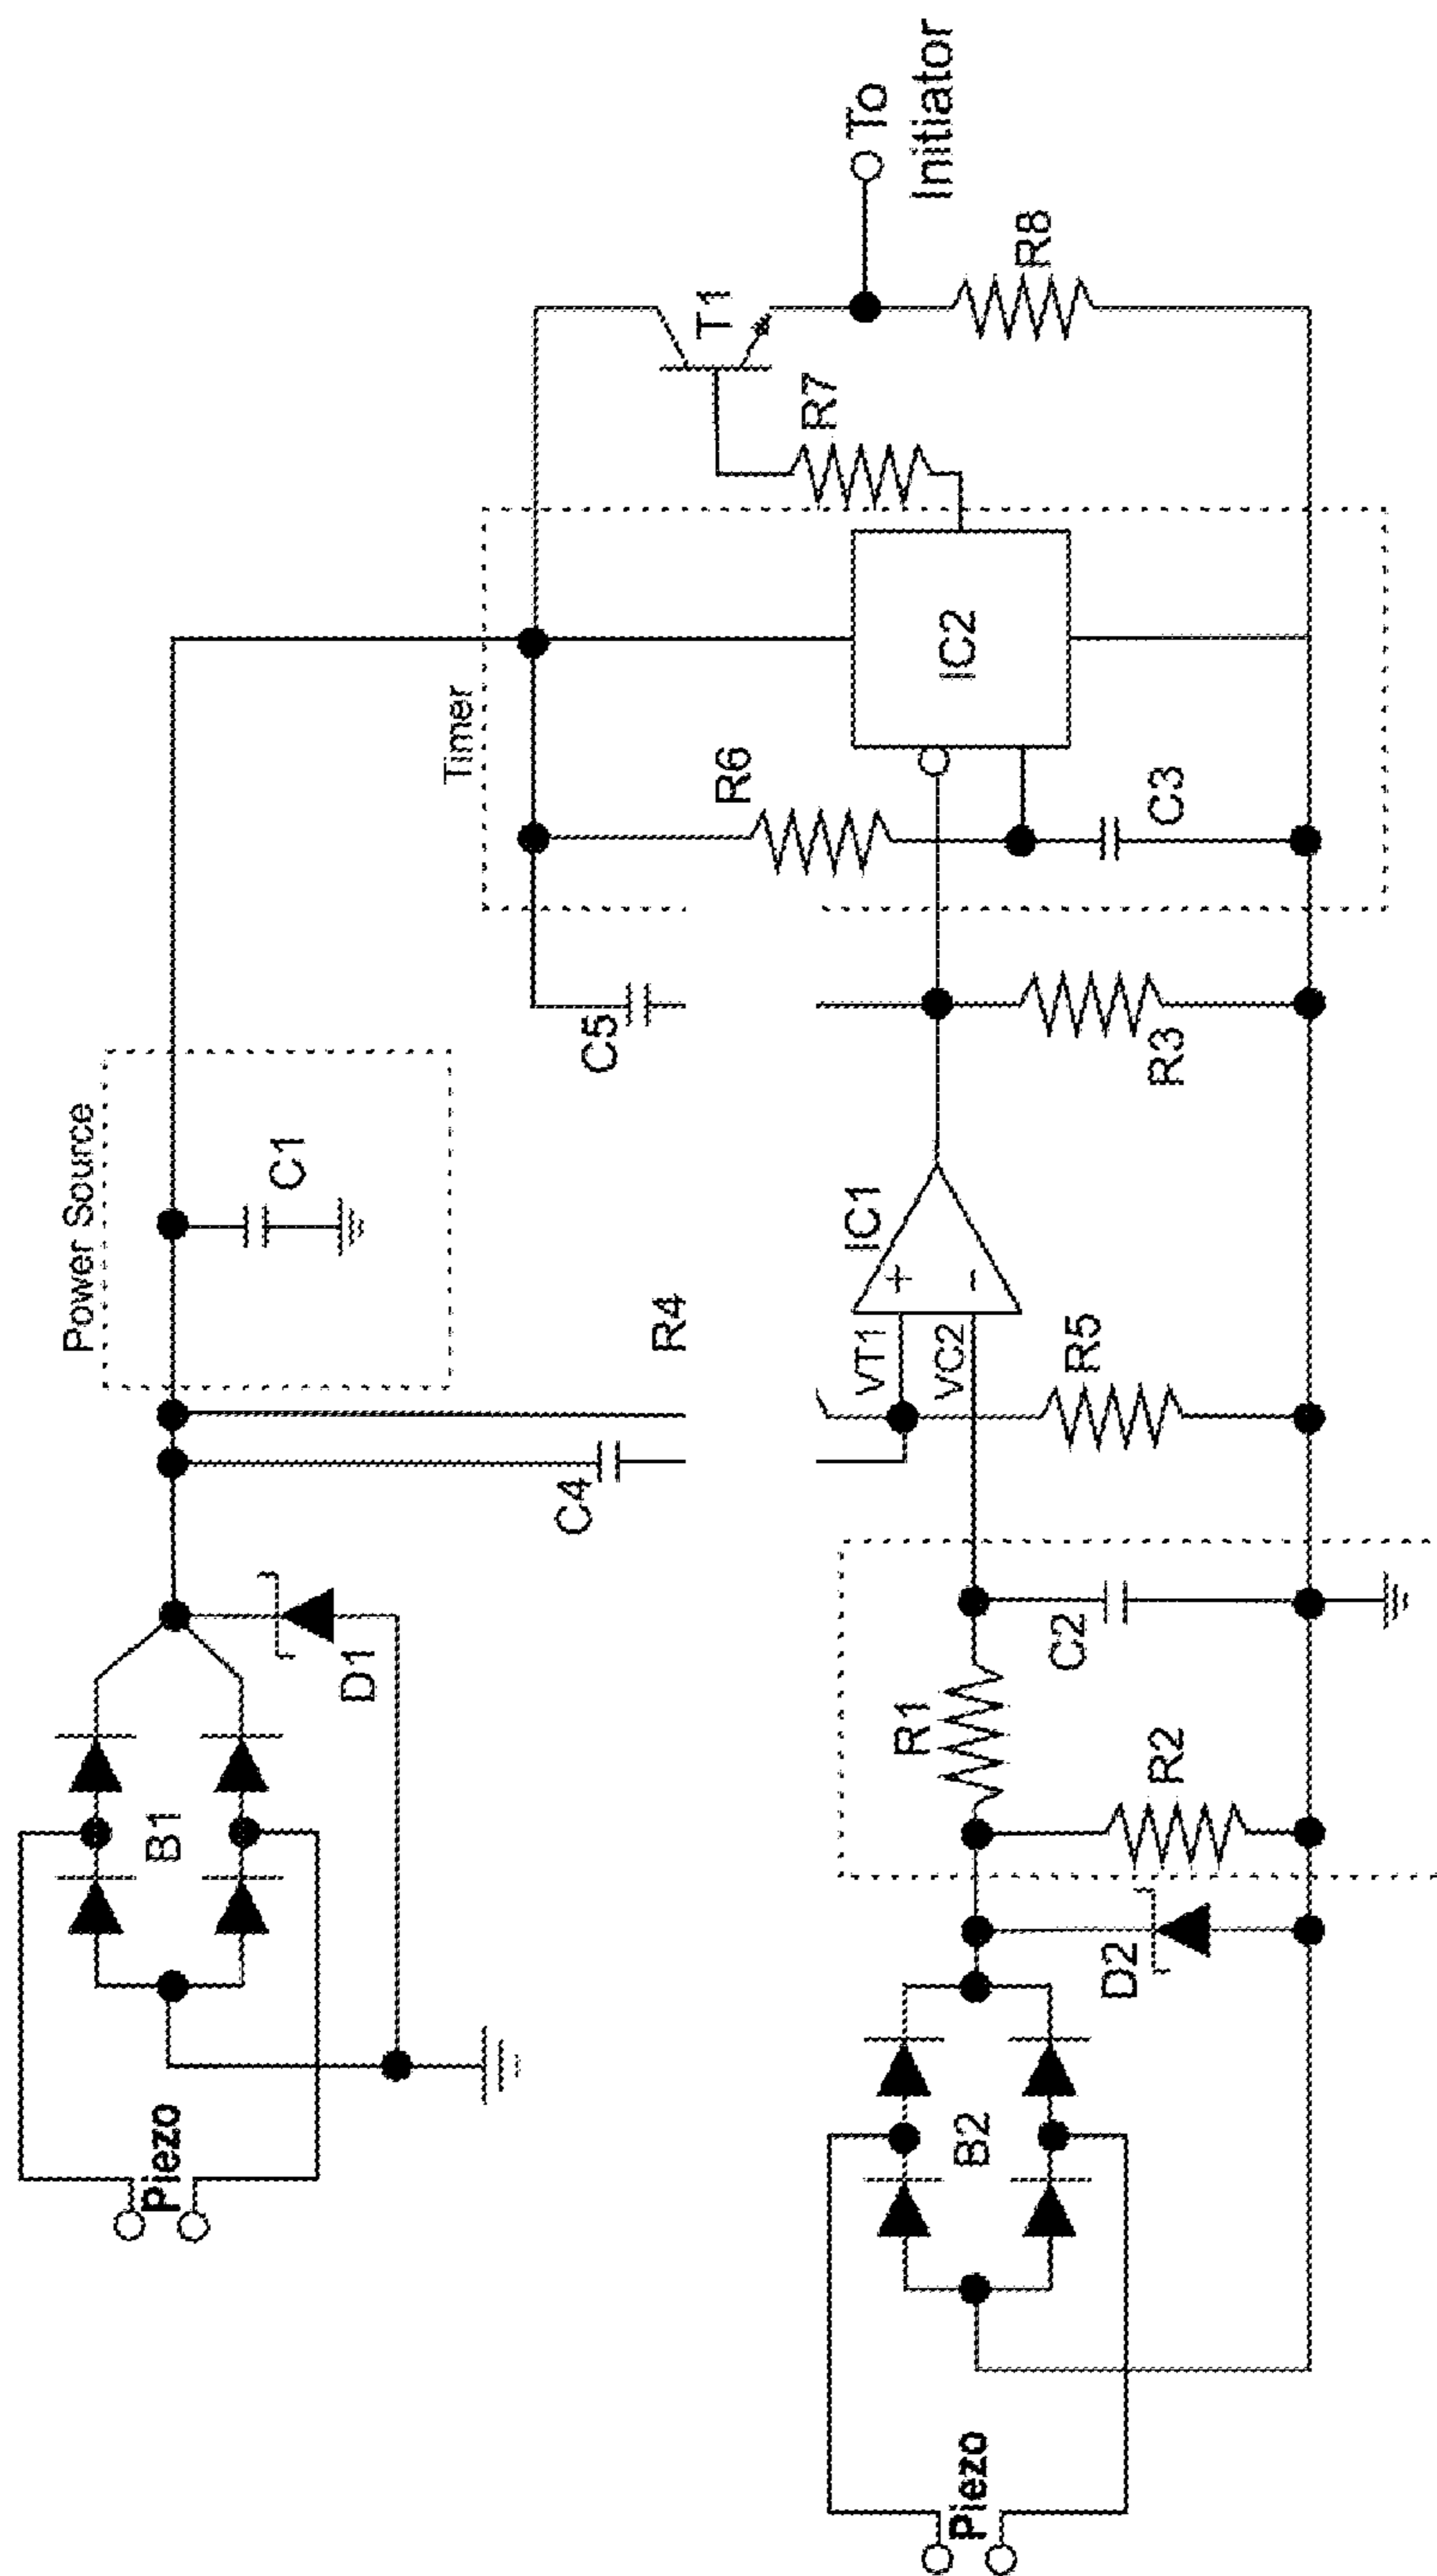 Piezo
B1
D1
Power Source
C1
C4
R4
C5
Timer
R6
IC2
C3
R7
T1
To
Initiator
R8
Piezo
B2
D2
R1
R2
C2
VT1
VC2
+
-
IC1
R5
R3